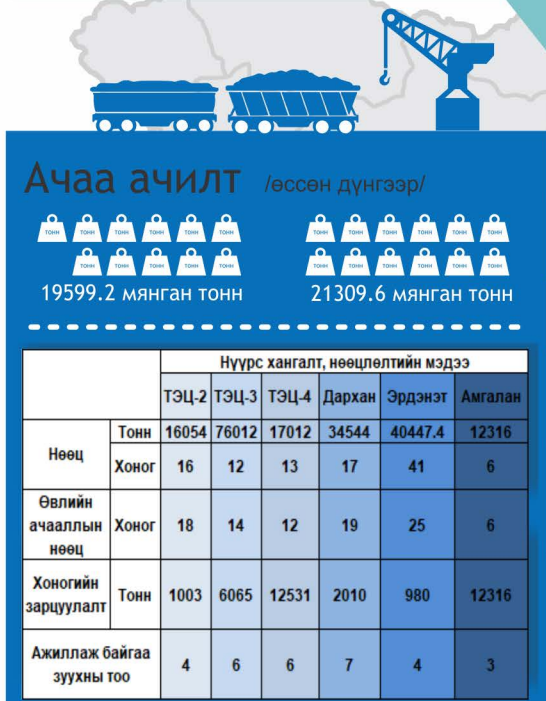 Ачаа ачилт /өссөн дүнгээр/
тонн тонн тонн тонн тонн тонн тонн тонн тонн тонн тонн тонн
тонн тонн тонн тонн тонн тонн тонн тонн тонн тонн тонн
19599.2 мянган тонн 21309.6 мянган тонн
Нүүрс хангалт, нөөцлөлтийн мэдээ
ТЭЦ-2 ТЭЦ-3 ТЭЦ-4 Дархан Эрдэнэт Амгалан
Нөөц Тонн 16054 76012 17012 34544 40447.4 12316
Хоног 16 12 13 17 41 6
Өвлийн
ачааллын
нөөц Хоног 18 14 12 19 25 6
Хоногийн
зарцуулалт Тонн 1003 6065 12531 2010 980 12316
Ажиллаж байгаа
зуухны тоо 4 6 6 7 4 3